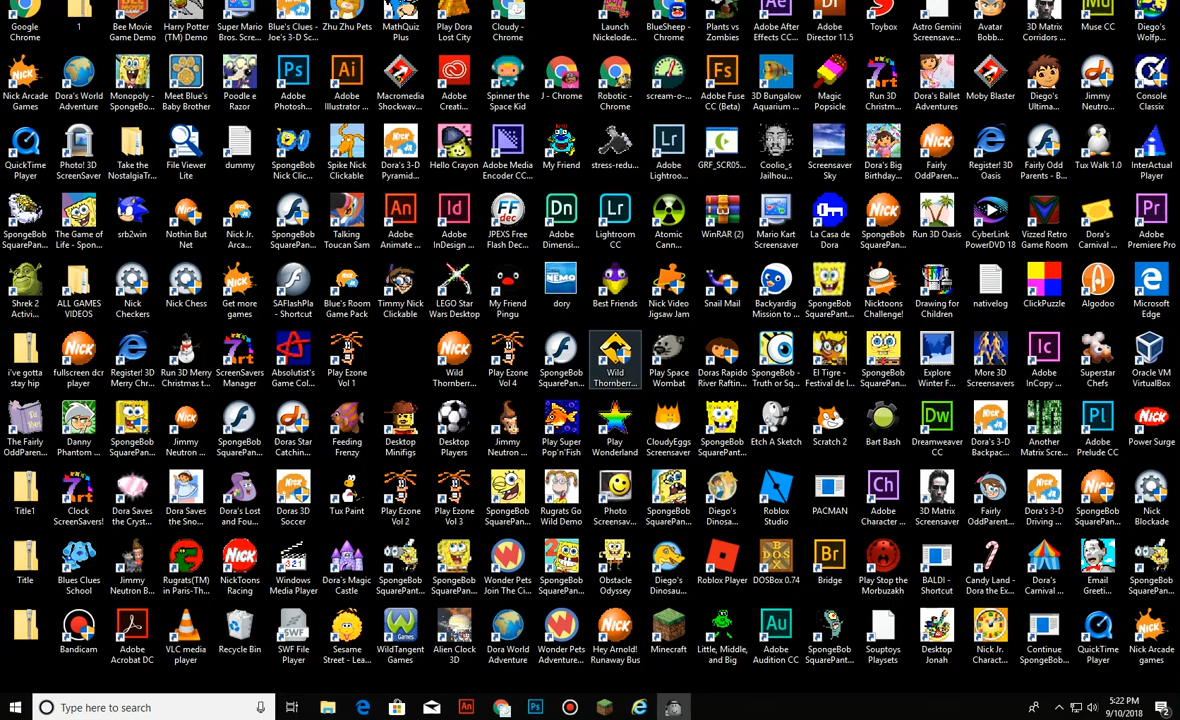 Google Chrome
1
Bee Movie Game Demo
Harry Potter (TM) Demo
Super Mario Bros. Scre...
Blue's Clues - Joe's 3-D Sc...
Zhu Zhu Pets
MathQuiz Plus
Play Dora Lost City
Cloudy - Chrome
Launch Nickelode...
BlueSheep - Chrome
Plants vs Zombies
Adobe After Effects CC...
Adobe Director 11.5
Toybox
Astro Gemini Screensave...
Avatar Bobb...
3D Matrix Corridors ...
Muse CC
Diego's Wolfp...
Nick Arcade Games
Dora's World Adventure
Monopoly - SpongeBo...
Meet Blue's Baby Brother
Poodle e Razor
Adobe Photosh...
Adobe Illustrator ...
Macromedia Shockwav...
Adobe Creati...
Spinner the Space Kid
J - Chrome
Robotic - Chrome
scream-o-...
Adobe Fuse CC (Beta)
3D Bungalow Aquarium ...
Magic Popsicle
Run 3D Christm...
Dora's Ballet Adventures
Moby Blaster
Diego's Ultima...
Jimmy Neutro...
Console Classic
QuickTime Player
Photo! 3D ScreenSaver
Take the NostalgiaTr...
File Viewer Lite
dummy
SpongeBob Nick Clic...
Spike Nick Clickable
Dora's 3-D Pyramid...
Hello Crayon
Adobe Media Encoder CC...
My Friend
stress-redu...
Adobe Lightroo...
GRF_SCR05...
Coolio_s Jailhou...
Screensaver Sky
Dora's Big Birthday...
Fairly OddParen...
Register! 3D Oasis
Fairly Odd Parents - B...
Tux Walk 1.0
InterActual Player
SpongeBob SquarePan...
The Game of Life - Spon...
srb2win
Nothin But Net
Nick Jr. Arca...
SpongeBob SquarePan...
Talking Toucan Sam
Adobe Animate ...
Adobe InDesign ...
JPEXS Free Flash Dec...
Adobe Dimensi...
Lightroom CC
Atomic Cann...
WinRAR (2)
Mario Kart Screensaver
La Casa de Dora
SpongeBob SquarePan...
Run 3D Oasis
CyberLink PowerDVD 18
Vizzed Retro Game Room
Dora's Carnival ...
Adobe Premiere Pro
Shrek 2 Activi...
ALL GAMES VIDEOS
Nick Checkers
Nick Chess
Get more games
SAFlashPla - Shortcut
Blue's Room Game Pack
Timmy Nick Clickable
LEGO Star Wars Desktop
My Friend Pingu
dory
Best Friends
Nick Video Jigsaw Jam
Snail Mail
Backyardig Mission to ...
SpongeBob SquarePant...
Nicktoons Challenge!
Drawing for Children
nativelog
ClickPuzzle
Algodoo
Microsoft Edge
i've gotta stay hip
fullscreen dcr player
Register! 3D Merry Chr...
Run 3D Merry Christmas t...
ScreenSavers Manager
Absolutist's Game Col...
Play Ezone Vol 1
Wild Thornberr...
Play Ezone Vol 4
SpongeBob SquarePan...
Wild Thornberr...
Play Space Wombat
Doras Rapido River Raftin...
SpongeBob - Truth or Sq...
El Tigre - Festival de l...
SpongeBob SquarePan...
Explore Winter F...
More 3D Screensavers
Adobe InCopy ...
Superstar Chefs
Oracle VM VirtualBox
The Fairly OddParen...
Danny Phantom ...
SpongeBob SquarePan...
Jimmy Neutron ...
SpongeBob SquarePan...
Doras Star Catchin...
Feeding Frenzy
Desktop Minifigs
Desktop Players
Jimmy Neutron ...
Play Super Pop'n'Fish
Play Wonderland
CloudyEggs Screensaver
SpongeBob SquarePant...
Etch A Sketch
Scratch 2
Bart Bash
Dreamweaver CC
Dora's 3-D Backpac...
Another Matrix Scre...
Adobe Prelude CC
Power Surge
Title1
Clock ScreenSavers!
Dora Saves the Cryst...
Dora Saves the Sno...
Dora's Lost and Fou...
Doras 3D Soccer
Tux Paint
Play Ezone Vol 2
Play Ezone Vol 3
SpongeBob SquarePan...
Rugrats Go Wild Demo
Photo Screensav...
SpongeBob SquarePan...
Diego's Dinosa...
Roblox Studio
PACMAN
Adobe Character ...
3D Matrix Screensaver
Fairly OddParent...
Dora's 3-D Driving ...
SpongeBob SquarePan...
Nick Blockade
Title
Blues Clues School
Jimmy Neutron B...
Rugrats(TM) in Paris-Th...
NickToons Racing
Windows Media Player
Dora's Magic Castle
SpongeBob SquarePant...
SpongeBob SquarePant...
Wonder Pets Join The Ci...
SpongeBob SquarePant...
Obstacle Odyssey
Diego's Dinosau...
Roblox Player
DOSBox 0.74
Bridge
Play Stop the Morbuzakh
BALDI - Shortcut
Candy Land - Dora the Ex...
Dora's Carnival ...
Email Greeti...
SpongeBob SquarePan...
Bandicam
Adobe Acrobat DC
VLC media player
Recycle Bin
SWF File Player
Sesame Street - Lea...
WildTangent Games
Alien Clock 3D
Dora World Adventure
Wonder Pets Adventure...
Hey Arnold! Runaway Bus
Minecraft
Little, Middle, and Big
Adobe Audition CC
SpongeBob SquarePan...
Souptoys Playsets
Desktop Jonah
Nick Jr. Charact...
Continue SpongeBob...
QuickTime Player
Nick Arcade games
Type here to search
5:22 PM
9/10/2018